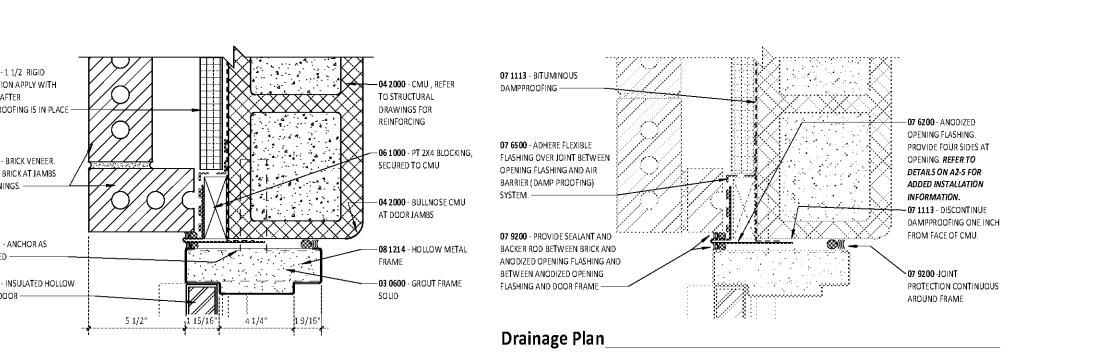 - 1 1/2 RIGID
TION APPLY WITH
AFTER
ROOFING IS IN PLACE
- BRICK VENEER.
BRICK AT JAMBS
NINGS.
- ANCHOR AS
ED
- INSULATED HOLLOW
DOOR
04 2000 - CMU , REFER
TO STRUCTURAL
DRAWINGS FOR
REINFORCING
06 1000 - PT 2X4 BLOCKING,
SECURED TO CMU
04 2000 - BULLNOSE CMU
AT DOOR JAMBS
08 1214 - HOLLOW METAL
FRAME
03 0600 - GROUT FRAME
SOLID
5 1/2"
1 15/16"
4 1/4"
1 9/16"
07 1113 - BITUMINOUS
DAMPPROOFING
07 6500 - ADHERE FLEXIBLE
FLASHING OVER JOINT BETWEEN
OPENING FLASHING AND AIR
BARRIER (DAMP PROOFING)
SYSTEM.
07 9200 - PROVIDE SEALANT AND
BACKER ROD BETWEEN BRICK AND
ANODIZED OPENING FLASHING AND
BETWEEN ANODIZED OPENING
FLASHING AND DOOR FRAME
07 6200 - ANODIZED
OPENING FLASHING.
PROVIDE FOUR SIDES AT
OPENING. REFER TO
DETAILS ON A2-5 FOR
ADDED INSTALLATION
INFORMATION.
07 1113 - DISCONTINUE
DAMPPROOFING ONE INCH
FROM FACE OF CMU.
07 9200 -JOINT
PROTECTION CONTINUOUS
AROUND FRAME
Drainage Plan